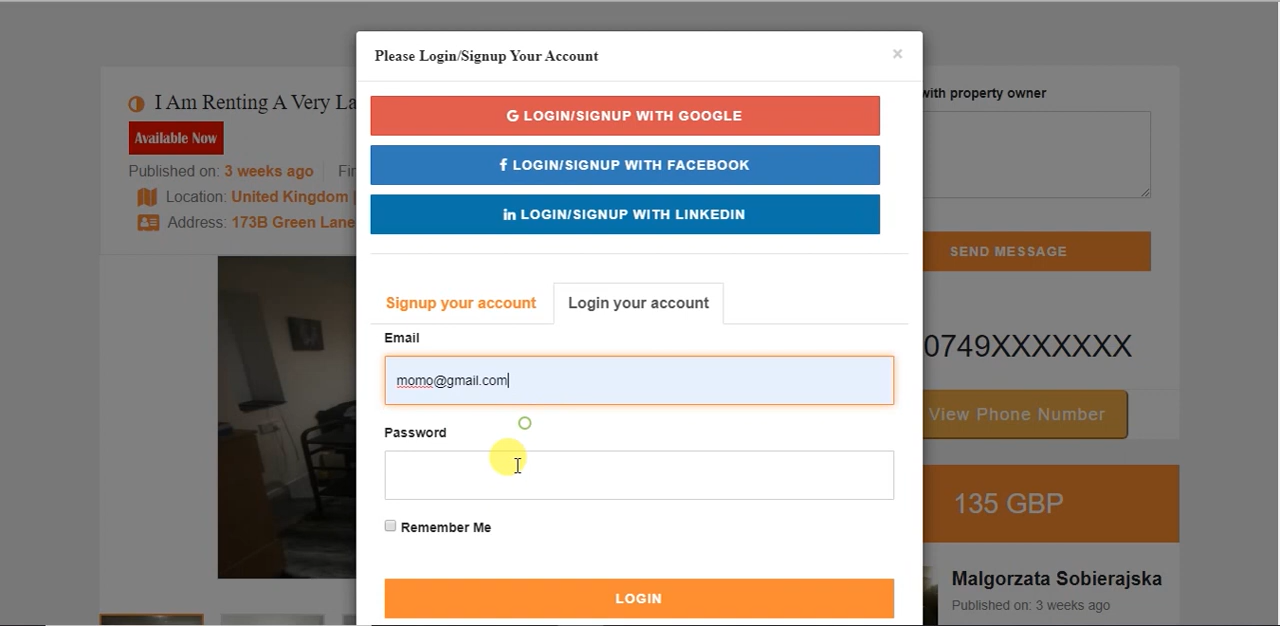 Please Login/Signup Your Account
×
LOGIN/SIGNUP WITH GOOGLE
LOGIN/SIGNUP WITH FACEBOOK
in LOGIN/SIGNUP WITH LINKEDIN
Signup your account
Login your account
Email
momo@gmail.com
Password
Remember Me
LOGIN
I Am Renting A Very La
Available Now
Published on: 3 weeks ago
Location: United Kingdom
Address: 173B Green Lane
with property owner
SEND MESSAGE
0749XXXXXXX
View Phone Number
135 GBP
Malgorzata Sobierajska
Published on: 3 weeks ago